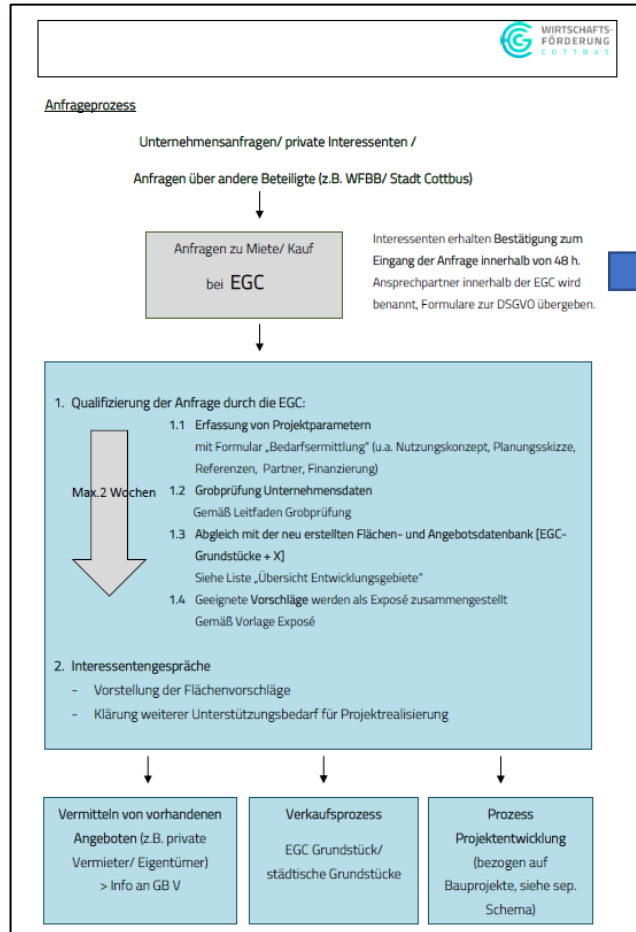 WIRTSCHAFTS-
FÖRDERUNG
COTTBUS
Anfrageprozess
Unternehmensanfragen/ private Interessenten /
Anfragen über andere Beteiligte (z.B. WFBB/ Stadt Cottbus)
Anfragen zu Miete/ Kauf
bei EGC
Interessenten erhalten Bestätigung zum
Eingang der Anfrage innerhalb von 48 h.
Ansprechpartner innerhalb der EGC wird
benannt, Formulare zur DSGVO übergeben.
1. Qualifizierung der Anfrage durch die EGC:
1.1 Erfassung von Projektparametern
mit Formular „Bedarfsermittlung" (u.a. Nutzungskonzept, Planungsskizze,
Referenzen, Partner, Finanzierung)
Max.2 Wochen
1.2 Grobprüfung Unternehmensdaten
Gemäß Leitfaden Grobprüfung
1.3 Abgleich mit der neu erstellten Flächen- und Angebotsdatenbank [EGC-
Grundstücke + X]
Siehe Liste „Übersicht Entwicklungsgebiete"
1.4 Geeignete Vorschläge werden als Exposé zusammengestellt
Gemäß Vorlage Exposé
2. Interessentengespräche
- Vorstellung der Flächenvorschläge
- Klärung weiterer Unterstützungsbedarf für Projektrealisierung
Vermitteln von vorhandenen
Angeboten (z.B. private
Vermieter/ Eigentümer)
> Info an GB V
Verkaufsprozess
EGC Grundstück/
städtische Grundstücke
Prozess
Projektentwicklung
(bezogen auf
Bauprojekte, siehe sep.
Schema)